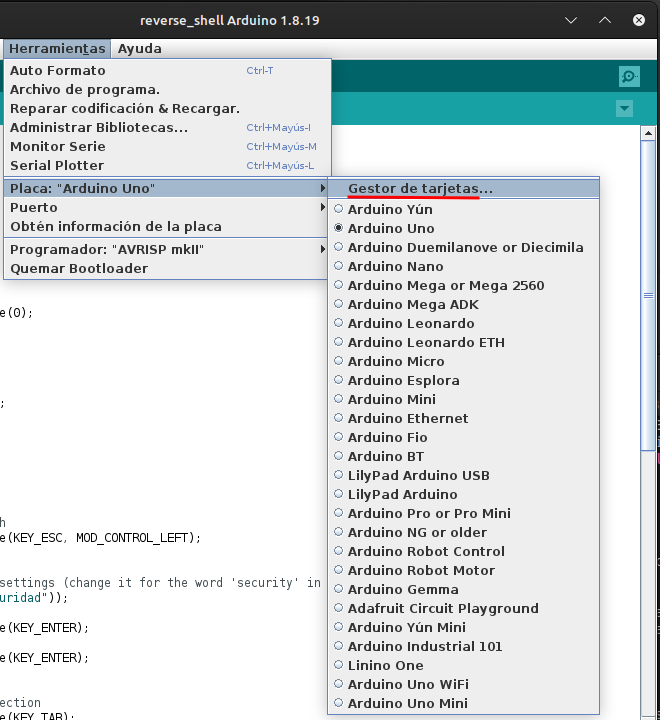 reverse_shell Arduino 1.8.19
Herramientas Ayuda
Auto Formato Ctrl-T
Archivo de programa.
Reparar codificación & Recargar.
Administrar Bibliotecas... Ctrl+Mayús-I
Monitor Serie Ctrl+Mayús-M
Serial Plotter Ctrl+Mayús-L
Placa: "Arduino Uno"
Puerto
Obtén información de la placa
Programador: "AVRISP mkII"
Quemar Bootloader
Gestor de tarjetas...
Arduino Yún
Arduino Uno
Arduino Duemilanove or Diecimila
Arduino Nano
Arduino Mega or Mega 2560
Arduino Mega ADK
Arduino Leonardo
Arduino Leonardo ETH
Arduino Micro
Arduino Esplora
Arduino Mini
Arduino Ethernet
Arduino Fio
Arduino BT
LilyPad Arduino USB
LilyPad Arduino
Arduino Pro or Pro Mini
Arduino NG or older
Arduino Robot Control
Arduino Robot Motor
Arduino Gemma
Adafruit Circuit Playground
Arduino Yún Mini
Arduino Industrial 101
Linino One
Arduino Uno WiFi
Arduino Uno Mini
e(0);
;
h
e(KEY_ESC, MOD_CONTROL_LEFT);
settings (change it for the word 'security' in
uridad"));
e(KEY_ENTER);
e(KEY_ENTER);
ection
e(KEY_TAB);